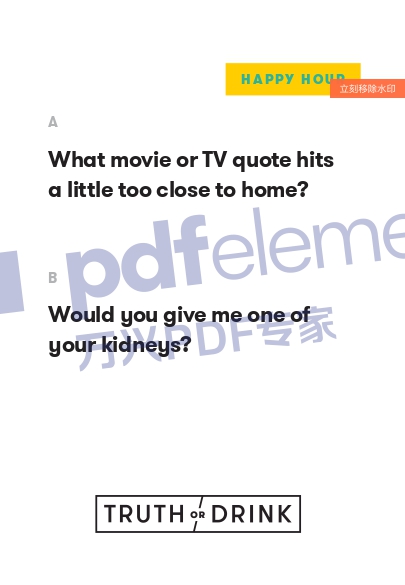 HAPPY HOUR
立刻移除水印
A
What movie or TV quote hits
a little too close to home?
pdfeleme
B
Would you give me one of
your kidneys?
万兴PDF专家
TRUTH OR DRINK